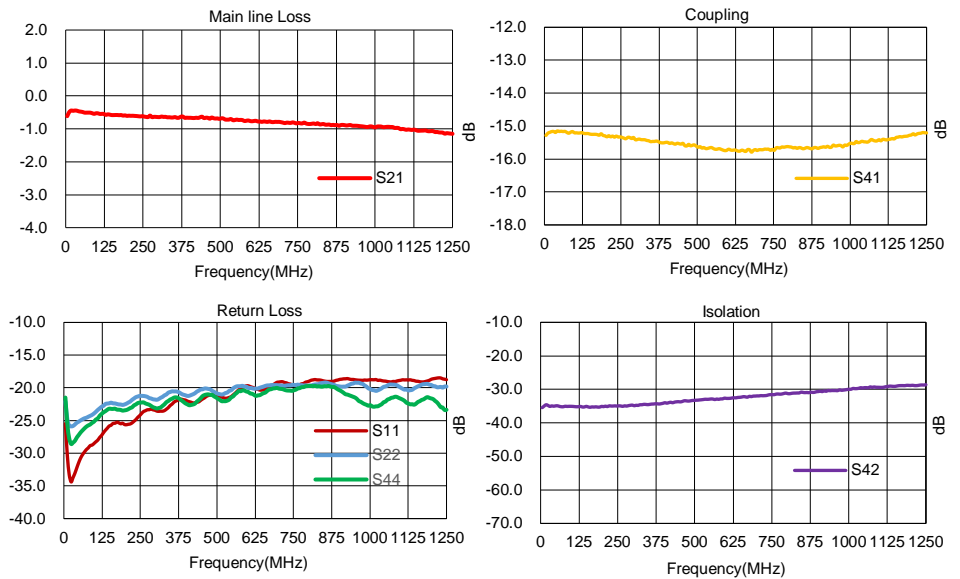 Main line Loss
2.0
1.0
0.0
-1.0
-2.0
-3.0
-4.0
dB
S21
0 125 250 375 500 625 750 875 1000 1125 1250
Frequency(MHz)
Coupling
-12.0
-13.0
-14.0
-15.0
-16.0
-17.0
-18.0
dB
S41
0 125 250 375 500 625 750 875 1000 1125 1250
Frequency(MHz)
Return Loss
-10.0
-15.0
-20.0
-25.0
-30.0
-35.0
-40.0
dB
S11
S22
S44
0 125 250 375 500 625 750 875 1000 1125 1250
Frequency(MHz)
Isolation
-10.0
-20.0
-30.0
-40.0
-50.0
-60.0
-70.0
dB
S42
0 125 250 375 500 625 750 875 1000 1125 1250
Frequency(MHz)